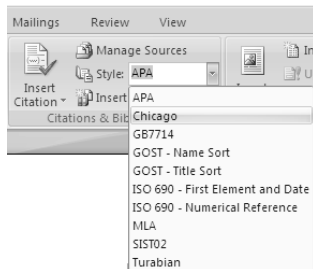 Mailings Review View
Manage Sources
Style: APA
Insert
Citation
Insert
Citations & Bib
In
U
APA
Chicago
GB7714
GOST - Name Sort
GOST - Title Sort
ISO 690 - First Element and Date
ISO 690 - Numerical Reference
MLA
SIST02
Turabian